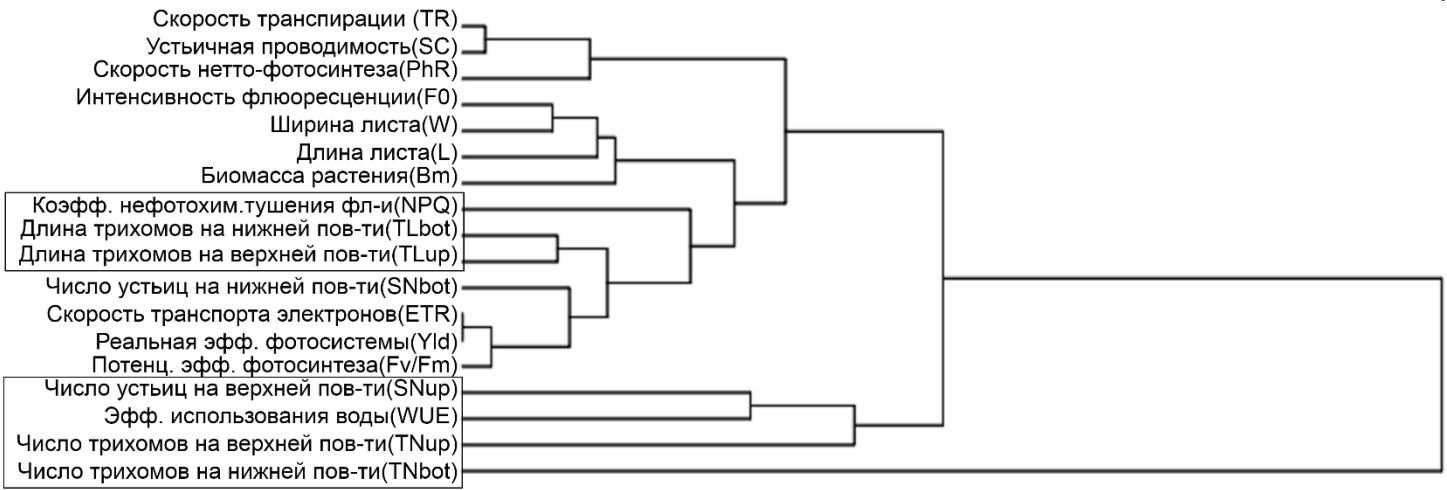 Скорость транспирации (TR)
Устьичная проводимость(SC)
Скорость нетто-фотосинтеза(PhR)
Интенсивность флюоресценции(F0)
Ширина листа(W)
Длина листа(L)
Биомасса растения(Bm)
Коэфф. нефотохим.тушения фл-и(NPQ)
Длина трихомов на нижней пов-ти(TLbot)
Длина трихомов на верхней пов-ти(TLup)
Число устьиц на нижней пов-ти(SNbot)
Скорость транспорта электронов(ETR)
Реальная эфф. фотосистемы(Yld)
Потенц. эфф. фотосинтеза(Fv/Fm)
Число устьиц на верхней пов-ти(SNup)
Эфф. использования воды(WUE)
Число трихомов на верхней пов-ти(TNup)
Число трихомов на нижней пов-ти(TNbot)